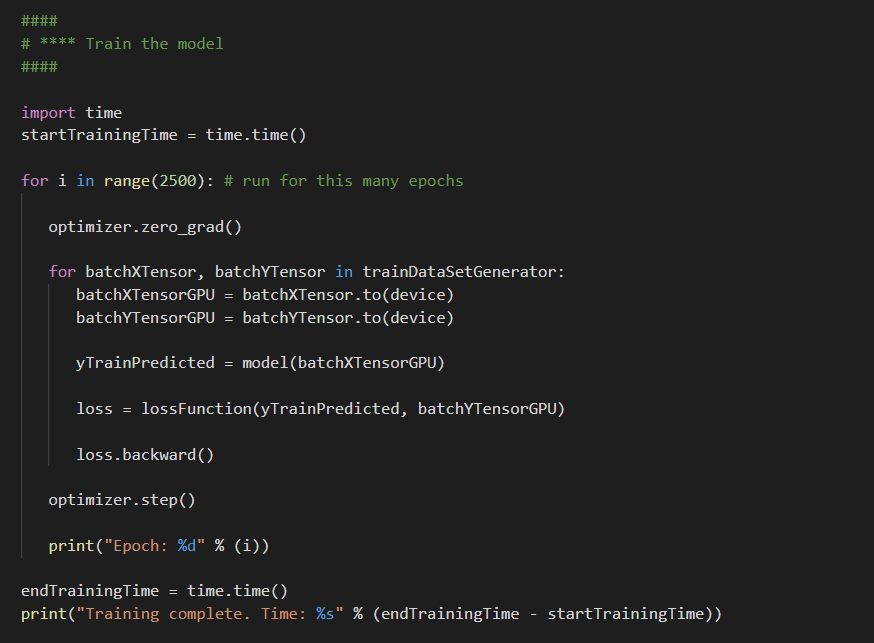 ####
# **** Train the model
####
import time
startTrainingTime = time.time()
for i in range(2500): # run for this many epochs
optimizer.zero_grad()
for batchXTensor, batchYTensor in trainDataSetGenerator:
batchXTensorGPU = batchXTensor.to(device)
batchYTensorGPU = batchYTensor.to(device)
yTrainPredicted = model(batchXTensorGPU)
loss = lossFunction(yTrainPredicted, batchYTensorGPU)
loss.backward()
optimizer.step()
print("Epoch: %d" % (i))
endTrainingTime = time.time()
print("Training complete. Time: %s" % (endTrainingTime - startTrainingTime))